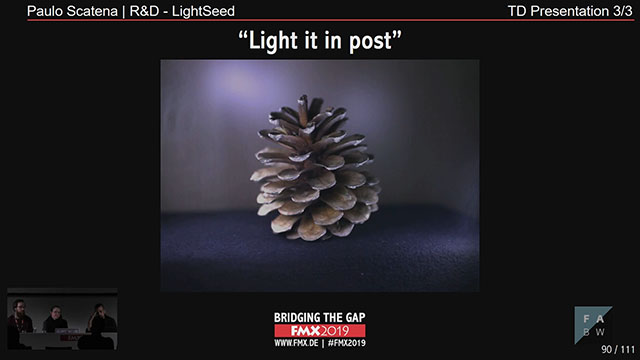 Paulo Scatena | R&D - LightSeed
TD Presentation 3/3
“Light it in post”
BRIDGING THE GAP
FMX2019
WWW.FMX.DE | #FMX2019
F A
B W
90 / 111